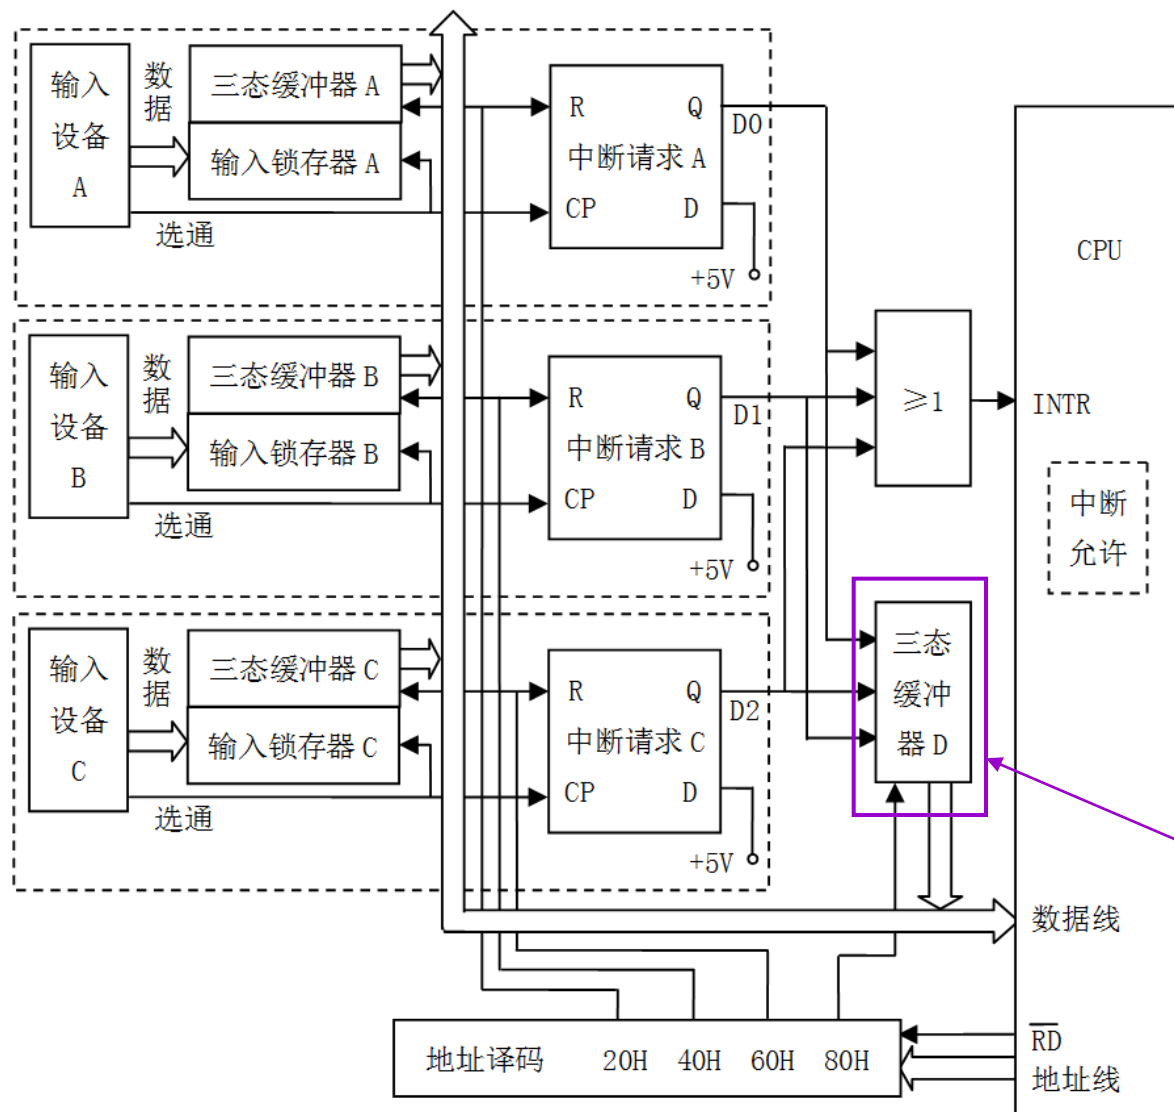 输入
设备
A
数
据
三态缓冲器 A
输入锁存器 A
选通
R
Q
中断请求 A
CP
D
+5V
D0
输入
设备
B
数
据
三态缓冲器 B
输入锁存器 B
选通
R
Q
中断请求 B
CP
D
+5V
D1
输入
设备
C
数
据
三态缓冲器 C
输入锁存器 C
选通
R
Q
中断请求 C
CP
D
+5V
D2
≥1
三态
缓冲
器 D
CPU
INTR
中断
允许
数据线
R̅D̅
地址线
地址译码 20H 40H 60H 80H